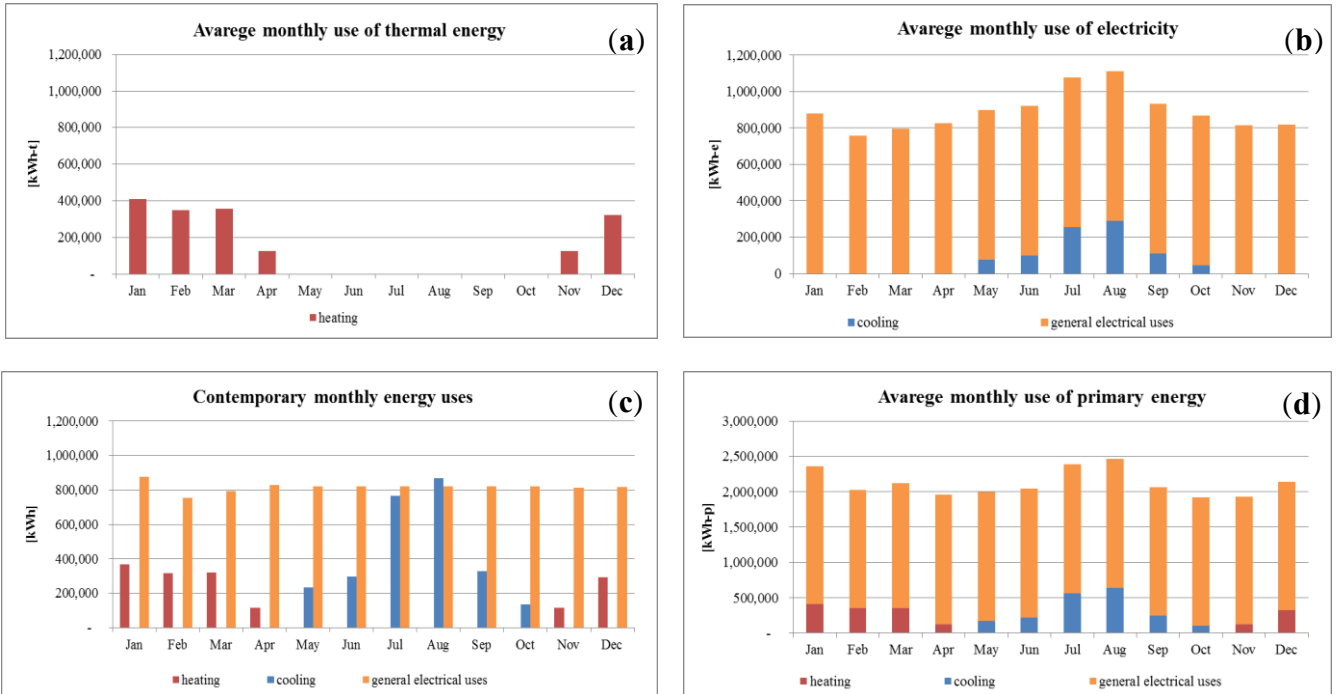 Avarege monthly use of thermal energy
(a)
1,200,000
1,000,000
800,000
600,000
400,000
200,000
-
[kWh-t]
Jan Feb Mar Apr May Jun Jul Aug Sep Oct Nov Dec
heating
Avarege monthly use of electricity
(b)
1,200,000
1,000,000
800,000
600,000
400,000
200,000
0
[kWh-e]
Jan Feb Mar Apr May Jun Jul Aug Sep Oct Nov Dec
cooling general electrical uses
Contemporary monthly energy uses
(c)
1,200,000
1,000,000
800,000
600,000
400,000
200,000
-
[kWh]
Jan Feb Mar Apr May Jun Jul Aug Sep Oct Nov Dec
heating cooling general electrical uses
Avarege monthly use of primary energy
(d)
3,000,000
2,500,000
2,000,000
1,500,000
1,000,000
500,000
-
[kWh-p]
Jan Feb Mar Apr May Jun Jul Aug Sep Oct Nov Dec
heating cooling general electrical uses